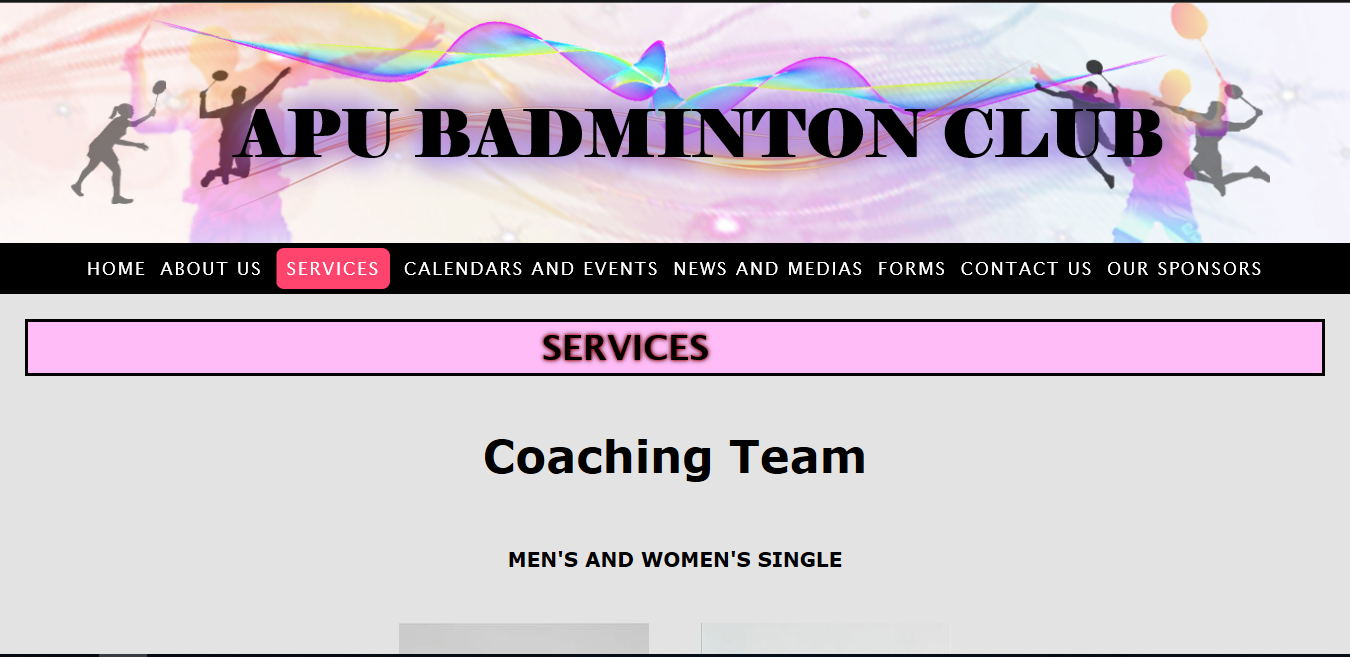 APU BADMINTON CLUB
HOME ABOUT US SERVICES CALENDARS AND EVENTS NEWS AND MEDIAS FORMS CONTACT US OUR SPONSORS
SERVICES
Coaching Team
MEN'S AND WOMEN'S SINGLE